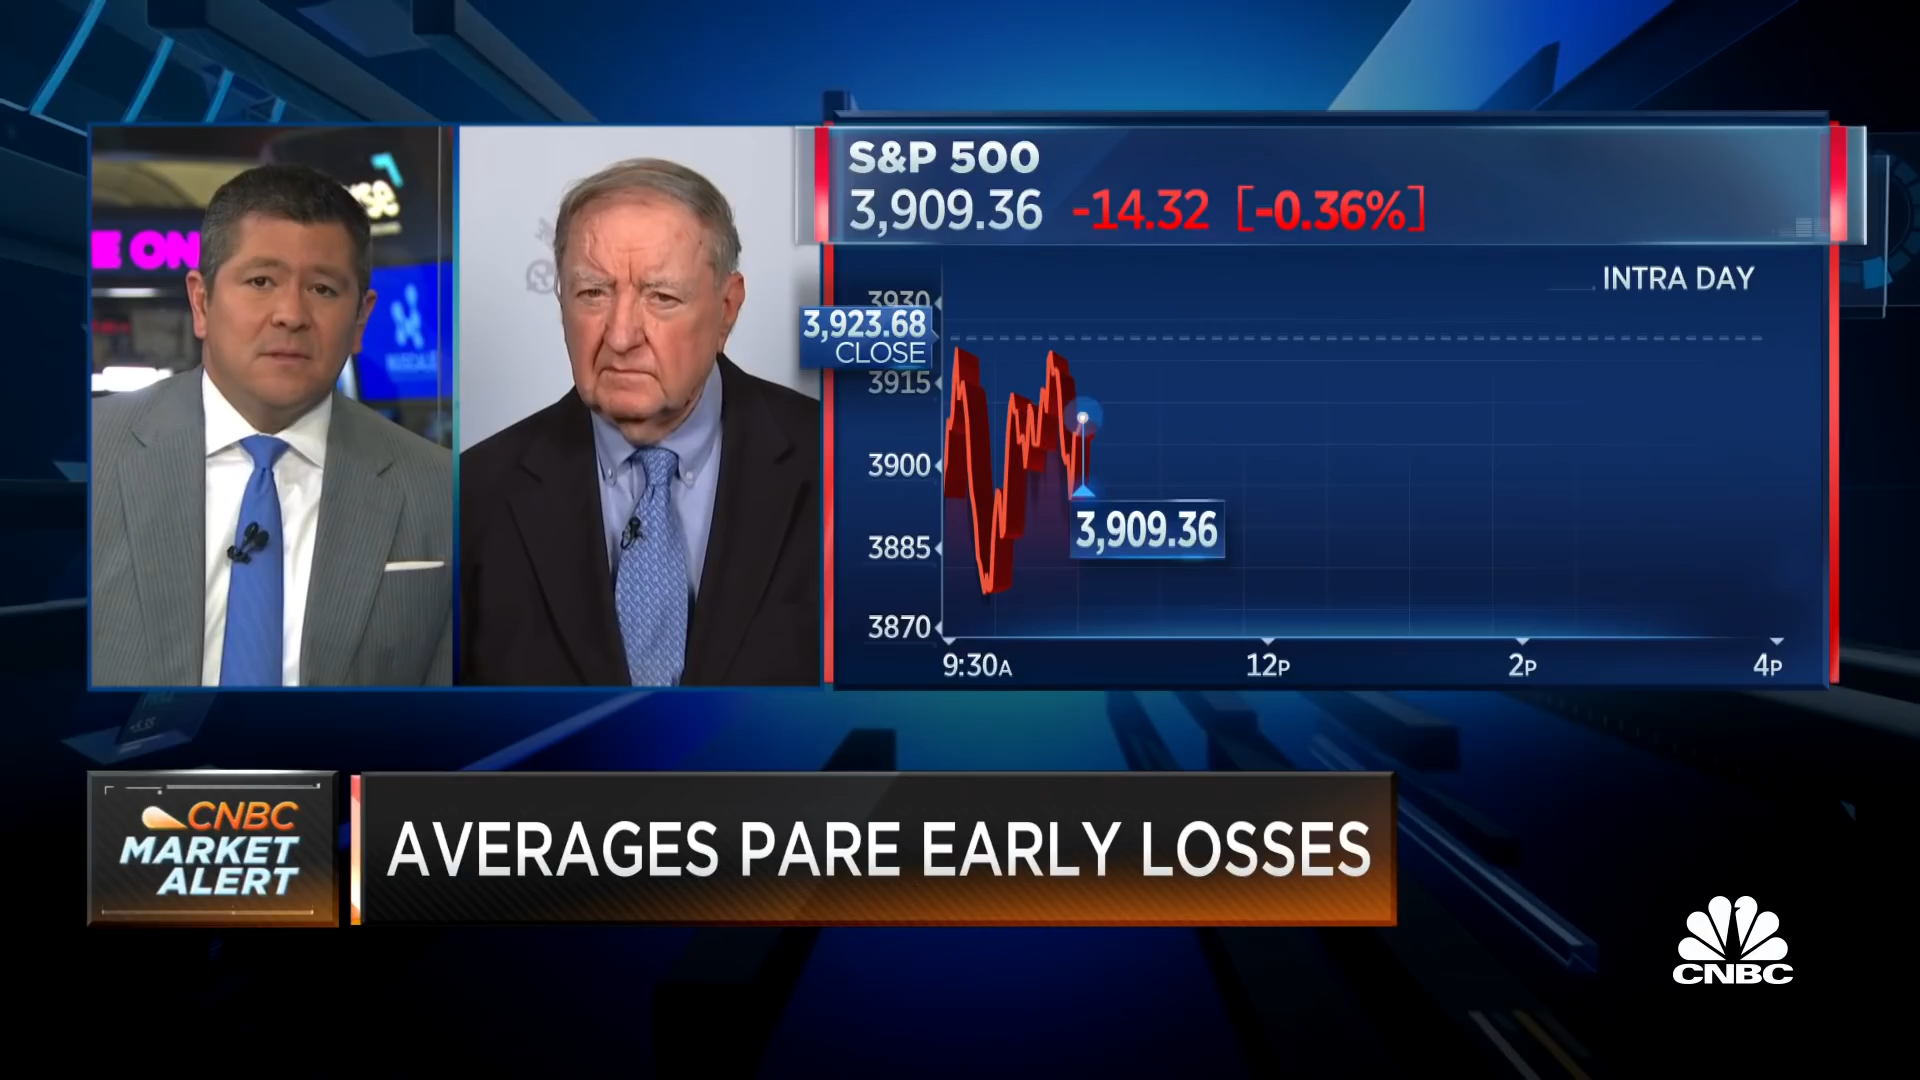 E ON
S&P 500
3,909.36 -14.32 [-0.36%]
INTRA DAY
3930
3,923.68
CLOSE
3915
3900
3,909.36
3885
3870
9:30A 12P 2P 4P
CNBC
MARKET
ALERT
AVERAGES PARE EARLY LOSSES
CNBC